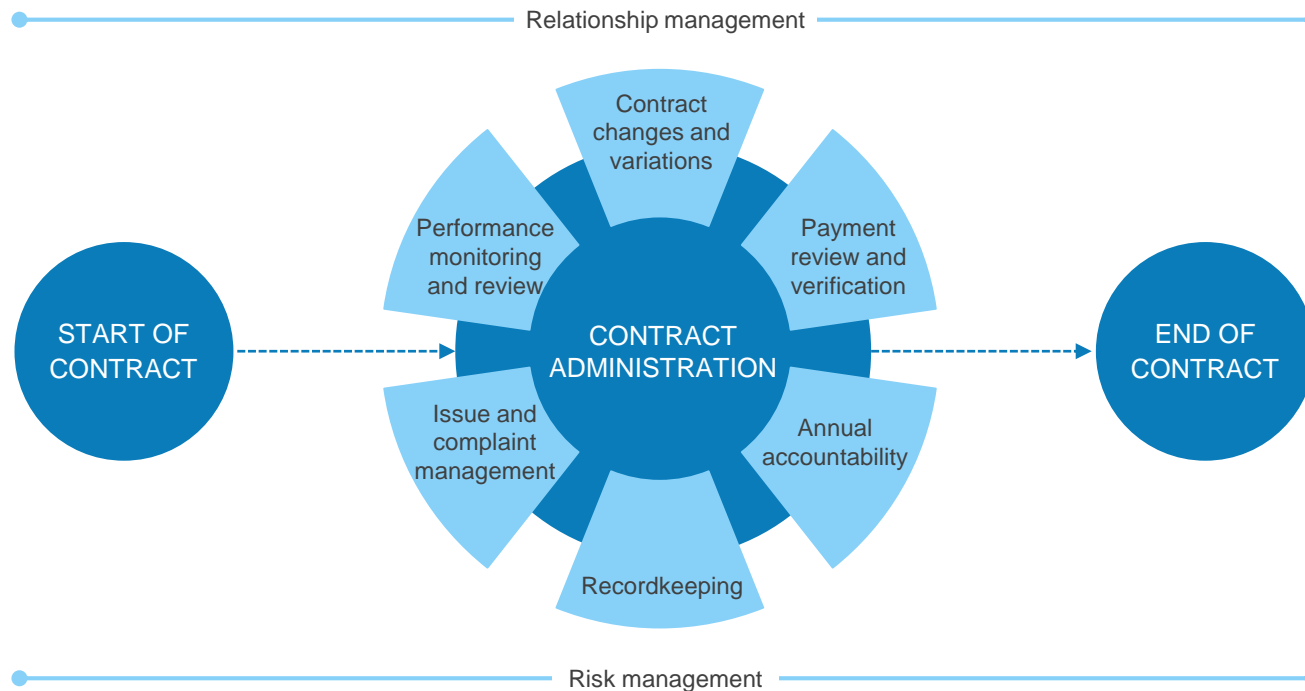 Relationship management
Contract
changes and
variations
Performance
monitoring
and review
Payment
review and
verification
START OF
CONTRACT
CONTRACT
ADMINISTRATION
END OF
CONTRACT
Issue and
complaint
management
Annual
accountability
Recordkeeping
Risk management